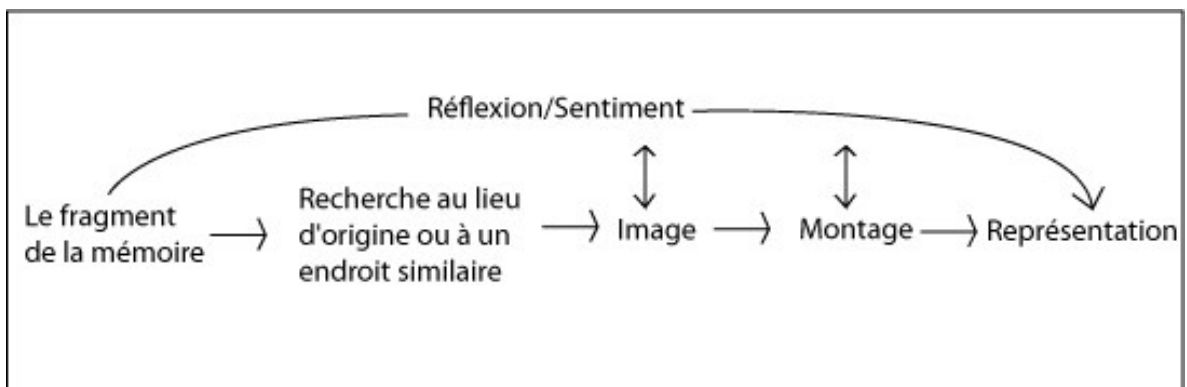 Réflexion/Sentiment
Le fragment
de la mémoire
Recherche au lieu
d'origine ou à un
endroit similaire
Image
Montage
Représentation